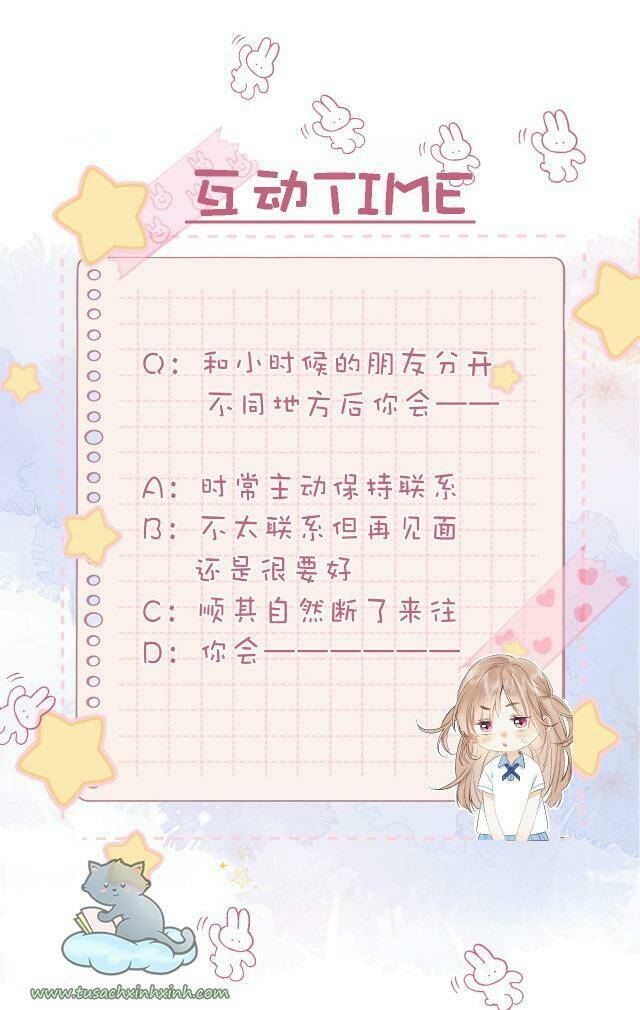 互动TIME
Q：和小时候的朋友分开
不同地方后你会——
A：时常主动保持联系
B：不太联系但再见面
还是很要好
C：顺其自然断了来往
D：你会——————
www.tusachxinhxinh.com